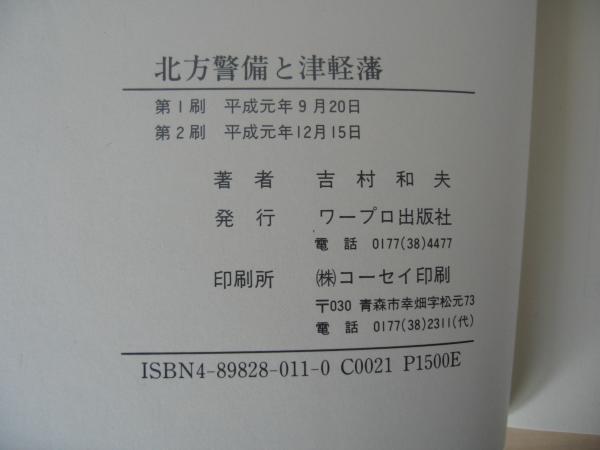 北方警備と津軽藩
第1刷 平成元年9月20日
第2刷 平成元年12月15日
著者 吉村和夫
発行 ワープロ出版社
電話 0177(38)4477
印刷所 ㈱コーセイ印刷
〒030 青森市幸畑字松元73
電話 0177(38)2311(代)
ISBN4-89828-011-0 C0021 P1500E